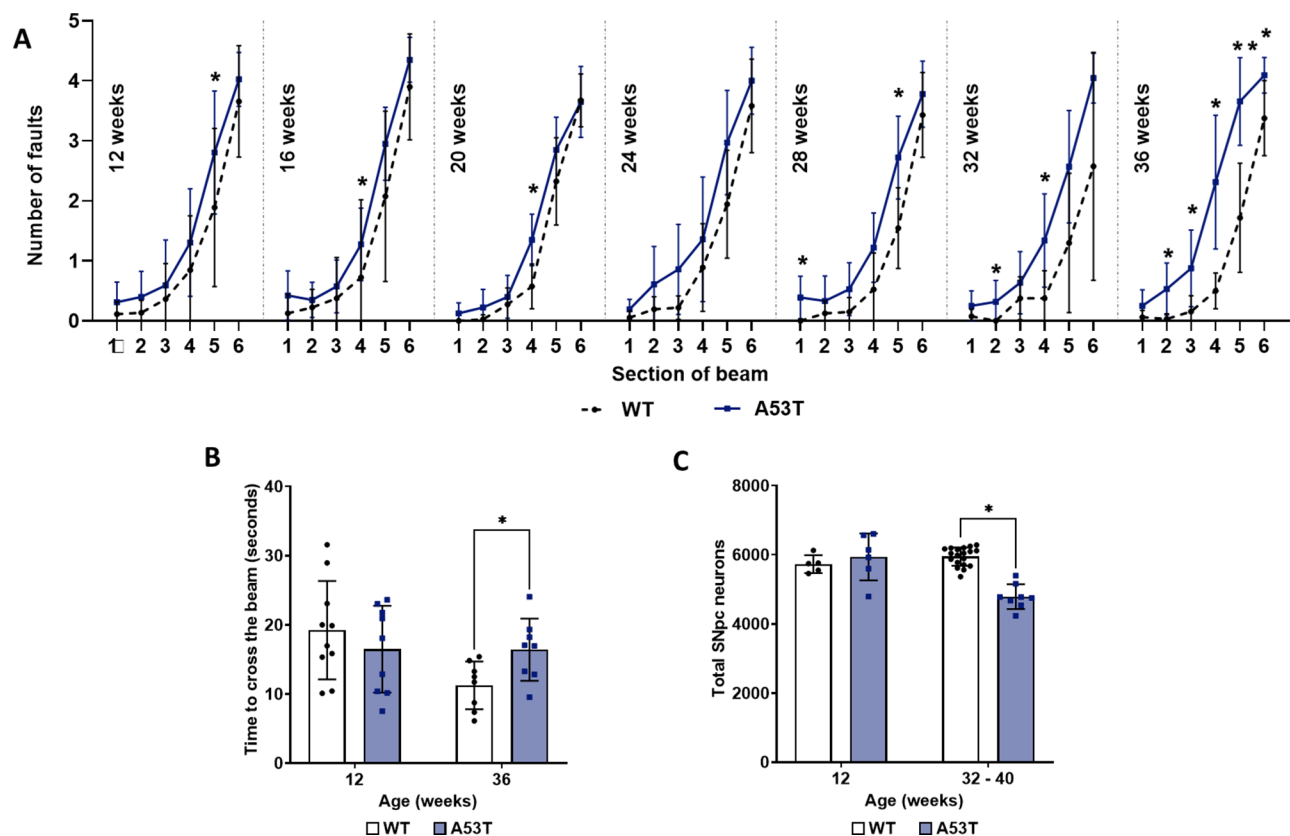 A
Number of faults
5
4
3
2
1
0
12 weeks
16 weeks
20 weeks
24 weeks
28 weeks
32 weeks
36 weeks
*
*
*
*
*
*
*
*
*
*
**
*
1 2 3 4 5 6
1 2 3 4 5 6
1 2 3 4 5 6
1 2 3 4 5 6
1 2 3 4 5 6
1 2 3 4 5 6
1 2 3 4 5 6
Section of beam
WT A53T
B
Time to cross the beam (seconds)
40
30
20
10
0
*
12 36
Age (weeks)
WT A53T
C
Total SNpc neurons
8000
6000
4000
2000
0
*
12 32 - 40
Age (weeks)
WT A53T